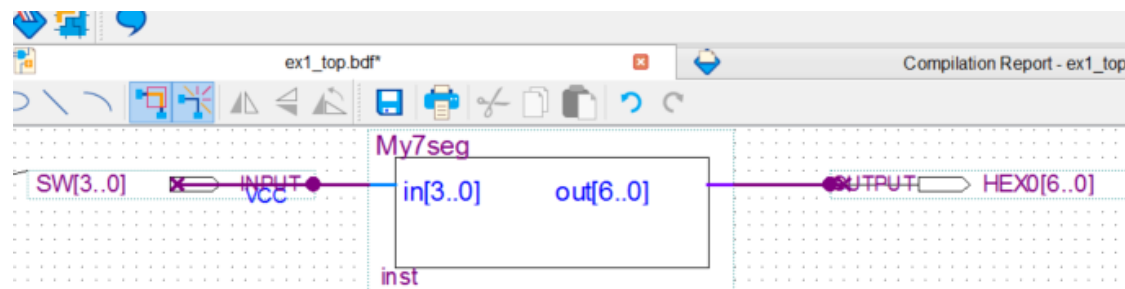 ex1_top.bdf*
Compilation Report - ex1_top
My7seg
SW[3..0] INPUT in[3..0] out[6..0] OUTPUT HEX0[6..0]
VCC
inst